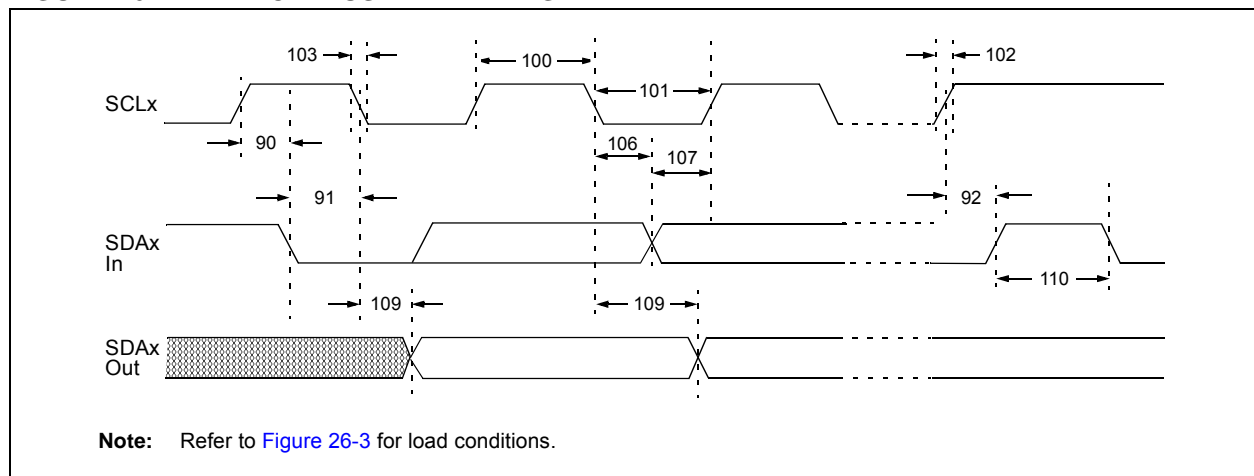 103
100
102
101
SCLx
90
106
107
91
92
SDAx
In
109
109
110
SDAx
Out
Note: Refer to Figure 26-3 for load conditions.